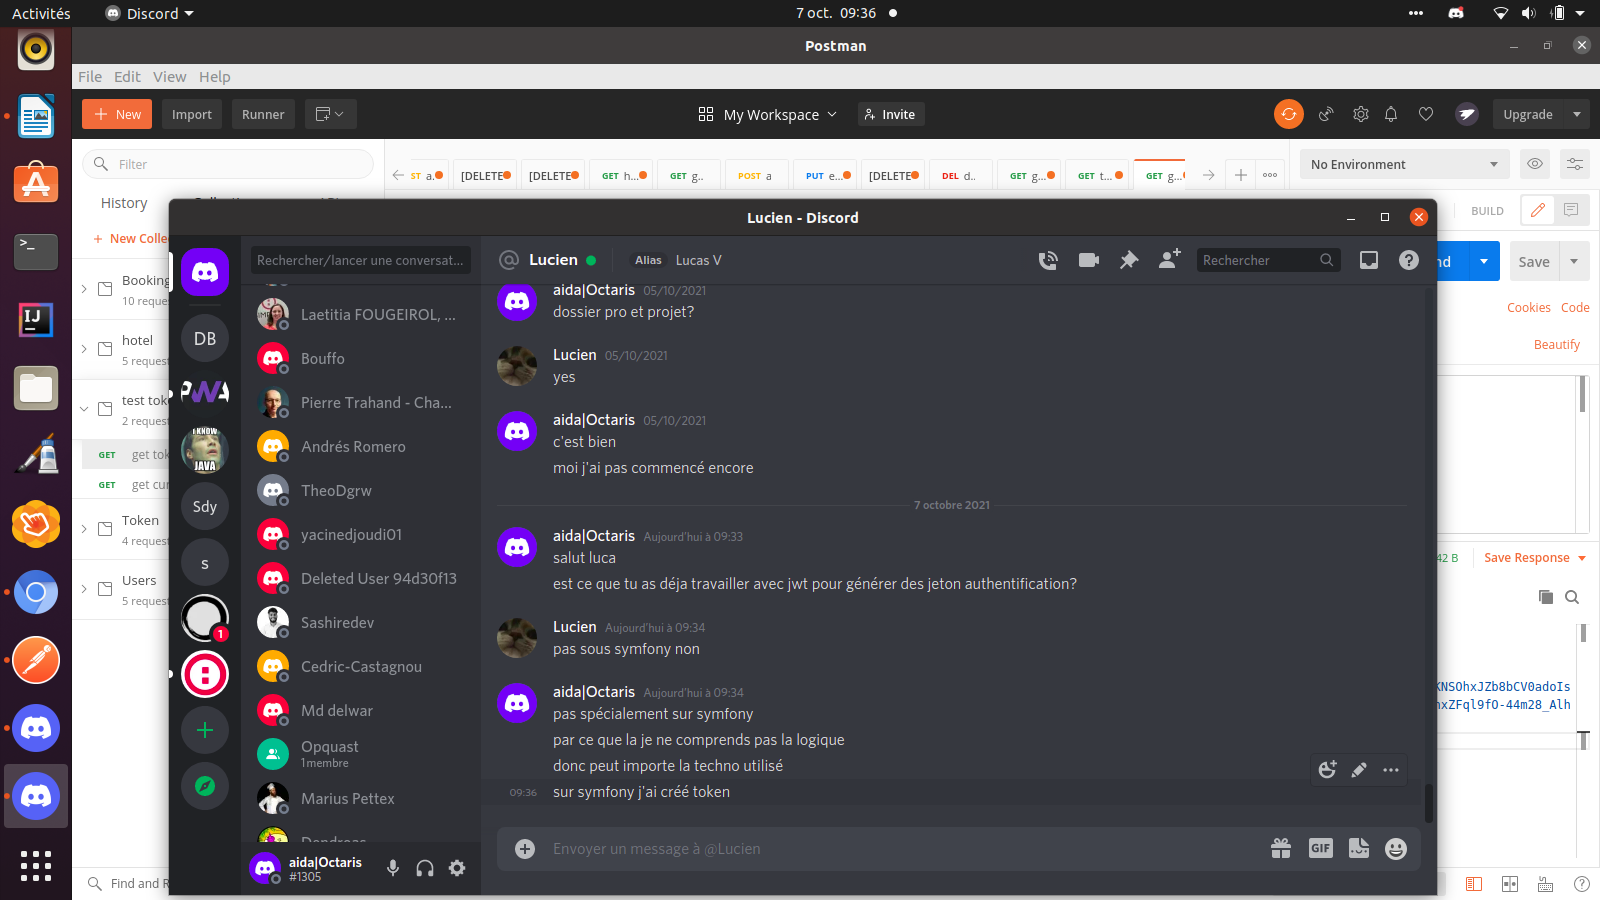 Activités
Discord
7 oct. 09:36
Postman
File Edit View Help
New
Import
Runner
My Workspace
Invite
Upgrade
Filter
ST a..
[DELETE
[DELETE
GET h...
GET g..
POST a
PUT e...
[DELETE
DEL d..
GET g...
GET t...
GET g...
No Environment
History
New Colle
BUILD
Booking
10 reques
hotel
5 request
test tok
2 request
GET get tok
GET get cur
Token
4 request
Users
5 request
Find and R
nd
Save
Cookies Code
Beautify
42 B
Save Response
KNSOhxJZb8bCV0adoIs
nxZFql9fO-44m28_Alh
Lucien - Discord
DB
PWA
I KNOW
JAVA
Sdy
s
1
Rechercher/lancer une conversat...
Laetitia FOUGEIROL, ...
Bouffo
Pierre Trahand - Cha...
Andrés Romero
TheoDgrw
yacinedjoudi01
Deleted User 94d30f13
Sashiredev
Cedric-Castagnou
Md delwar
Opquast
1 membre
Marius Pettex
aida|Octaris
#1305
Lucien
Alias Lucas V
Rechercher
aida|Octaris 05/10/2021
dossier pro et projet?
Lucien 05/10/2021
yes
aida|Octaris 05/10/2021
c'est bien
moi j'ai pas commencé encore
7 octobre 2021
aida|Octaris Aujourd'hui à 09:33
salut luca
est ce que tu as déja travailler avec jwt pour générer des jeton authentification?
Lucien Aujourd'hui à 09:34
pas sous symfony non
aida|Octaris Aujourd'hui à 09:34
pas spécialement sur symfony
par ce que la je ne comprends pas la logique
donc peut importe la techno utilisé
09:36 sur symfony j'ai créé token
Envoyer un message à @Lucien
GIF